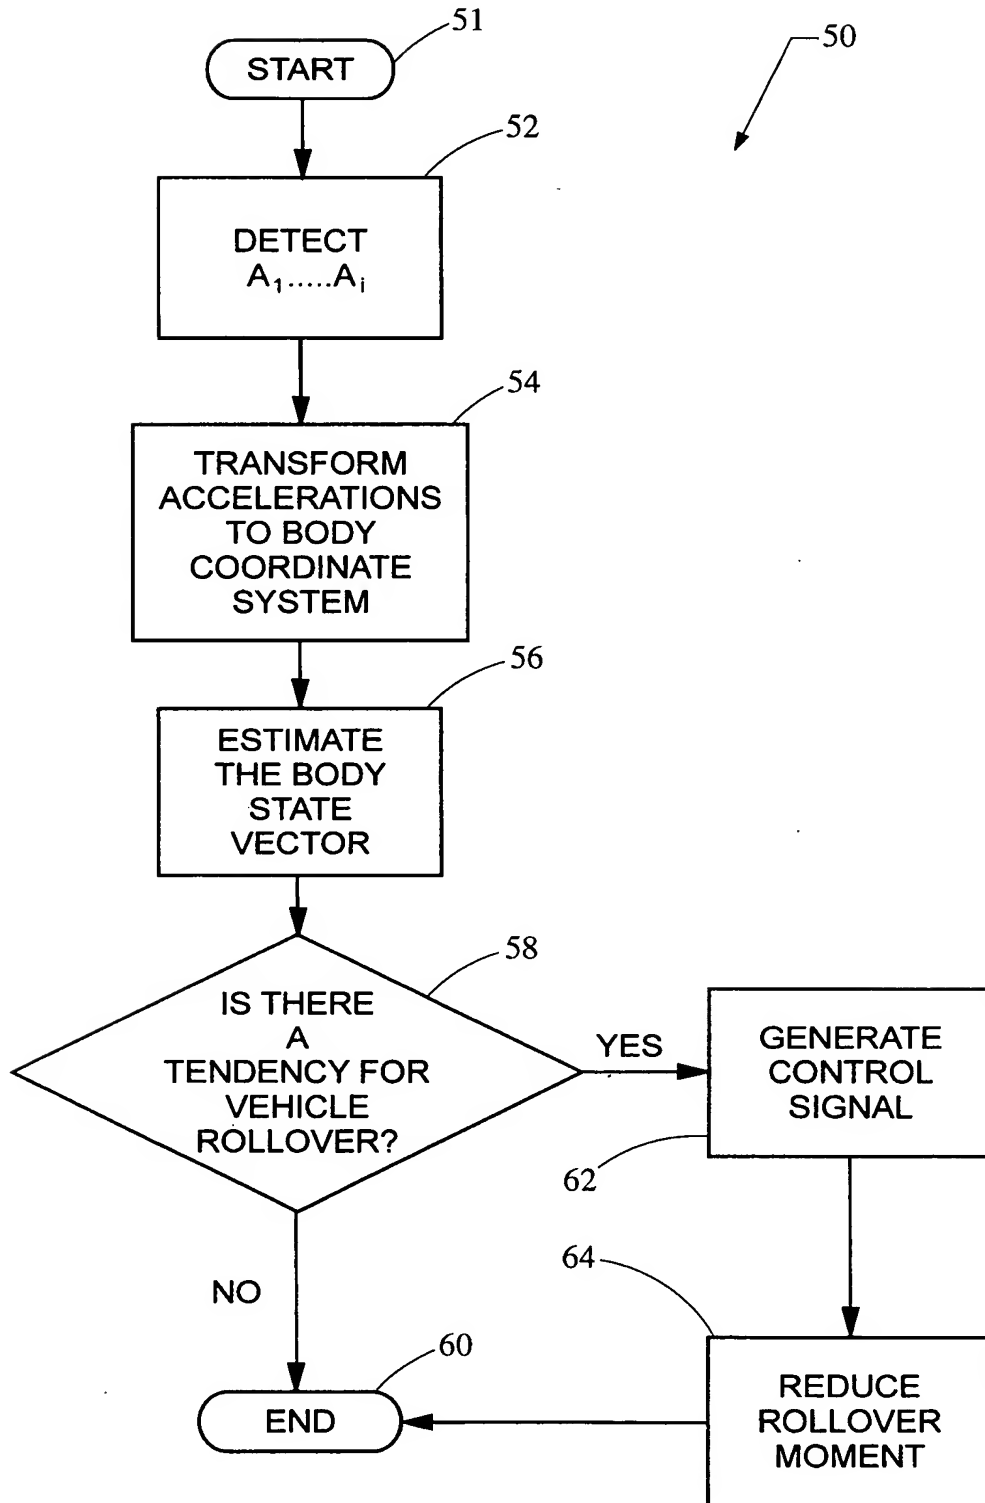 51
START
50
52
DETECT
A₁.....Aᵢ
54
TRANSFORM
ACCELERATIONS
TO BODY
COORDINATE
SYSTEM
56
ESTIMATE
THE BODY
STATE
VECTOR
58
IS THERE
A
TENDENCY FOR
VEHICLE
ROLLOVER?
YES
GENERATE
CONTROL
SIGNAL
62
NO
64
60
END
REDUCE
ROLLOVER
MOMENT